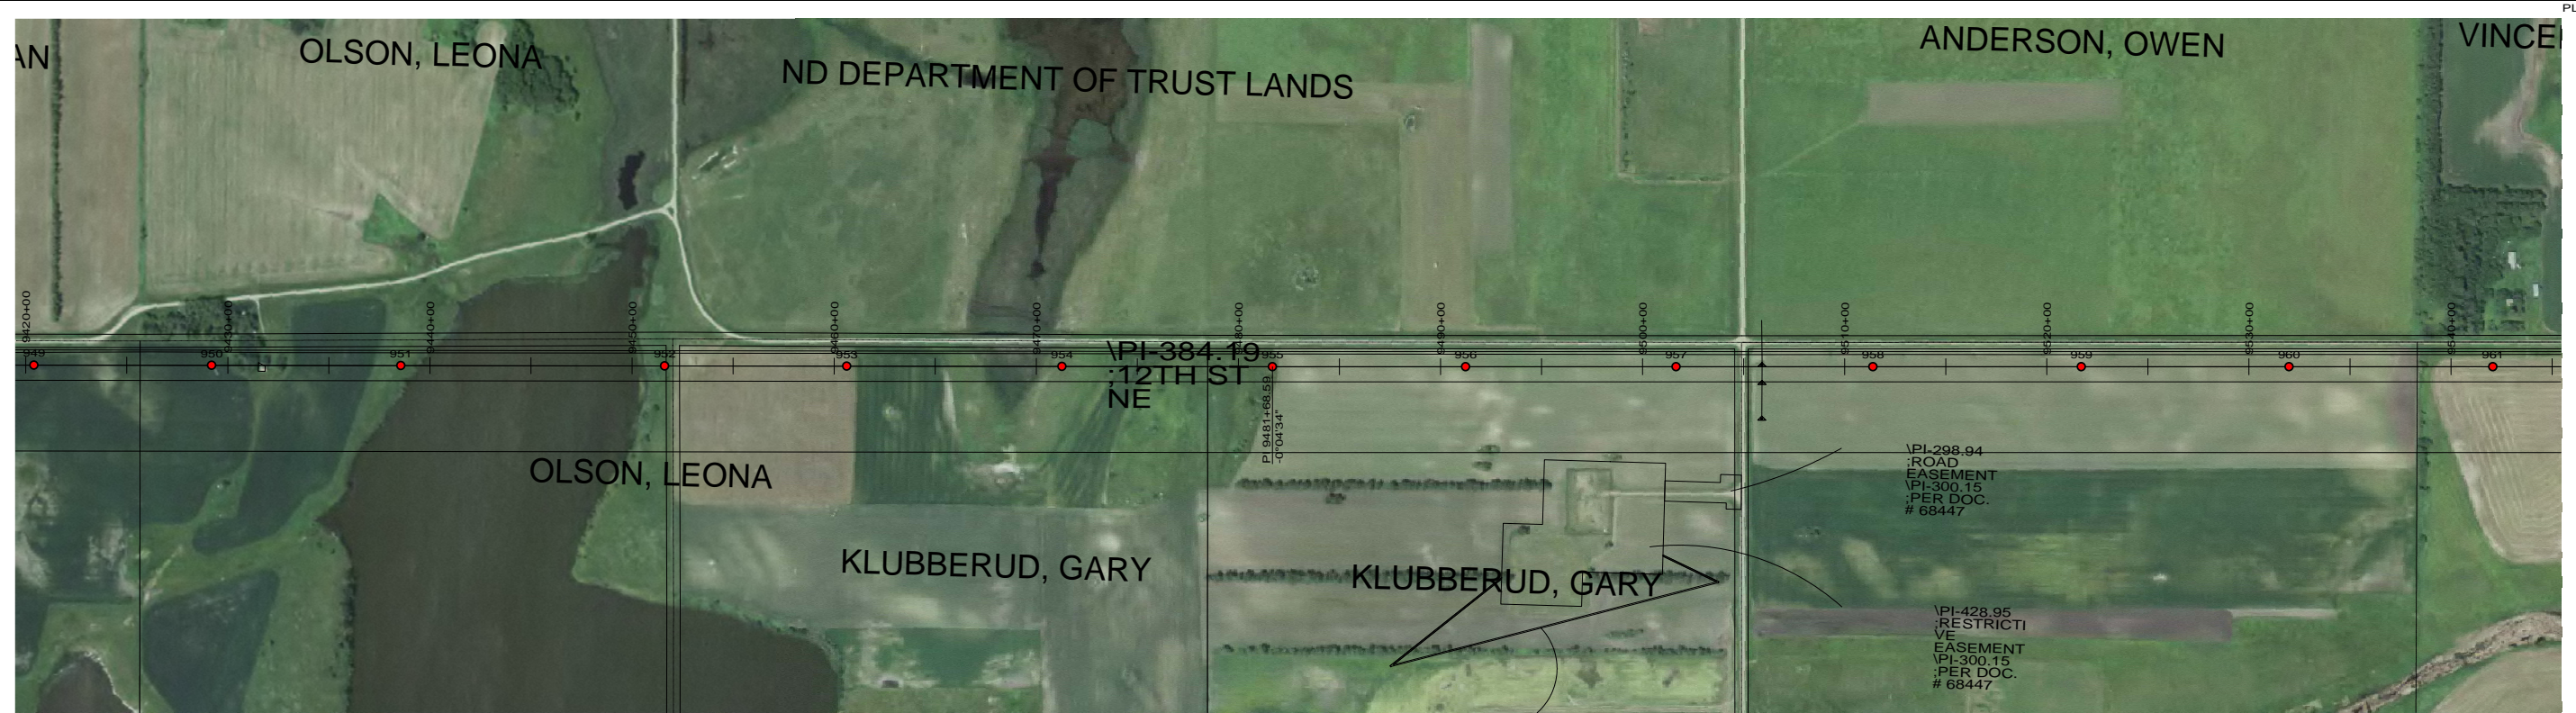 PL
AN
OLSON, LEONA
ND DEPARTMENT OF TRUST LANDS
ANDERSON, OWEN
VINCE
9420+00
9430+00
9440+00
9450+00
9460+00
9470+00
9480+00
9490+00
9500+00
9510+00
9520+00
9530+00
9540+00
949
950
951
952
953
954
955
956
957
958
959
960
961
\PI-384.19
;12TH ST
NE
PI 9481+68.59
-0°04'34"
OLSON, LEONA
KLUBBERUD, GARY
KLUBBERUD, GARY
\PI-298.94
;ROAD
EASEMENT
\PI-300.15
;PER DOC.
# 68447
\PI-428.95
;RESTRICTI
VE
EASEMENT
\PI-300.15
;PER DOC.
# 68447